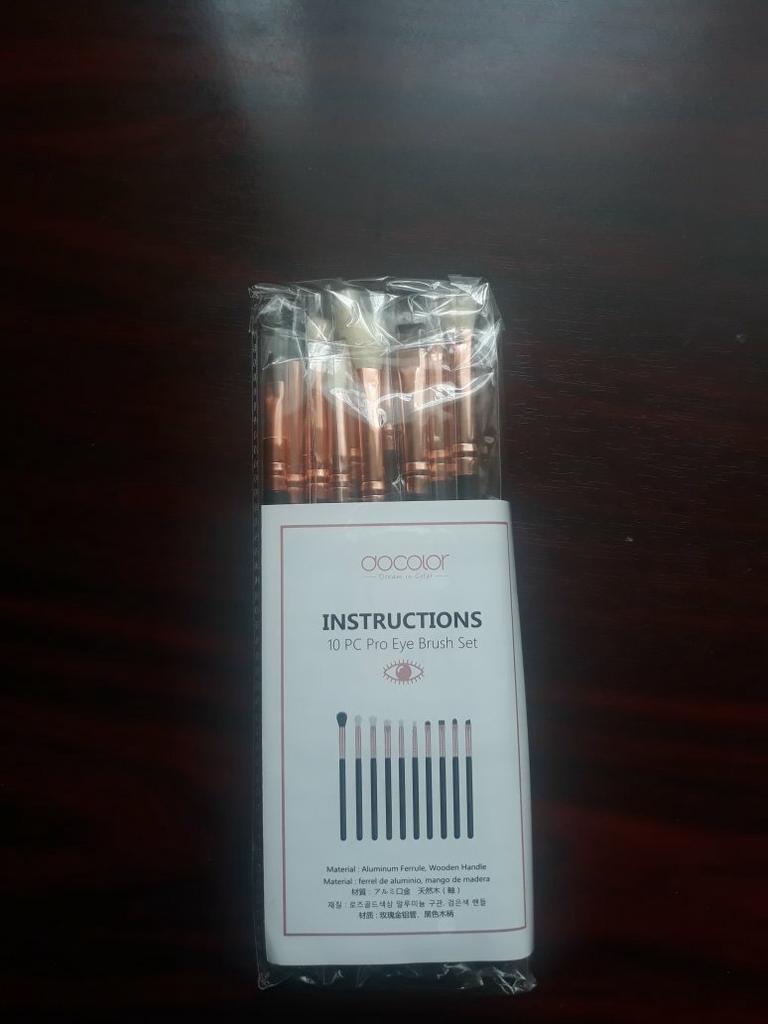 docolor
Dream in Color
INSTRUCTIONS
10 PC Pro Eye Brush Set
Material : Aluminum Ferrule, Wooden Handle
Material : ferrel de aluminio, mango de madera
材質 : アルミ口金 天然木 ( 軸 )
재질 : 로즈골드색상 알루미늄 구관, 검은색 핸들
材质 : 玫瑰金铝管，黑色木柄